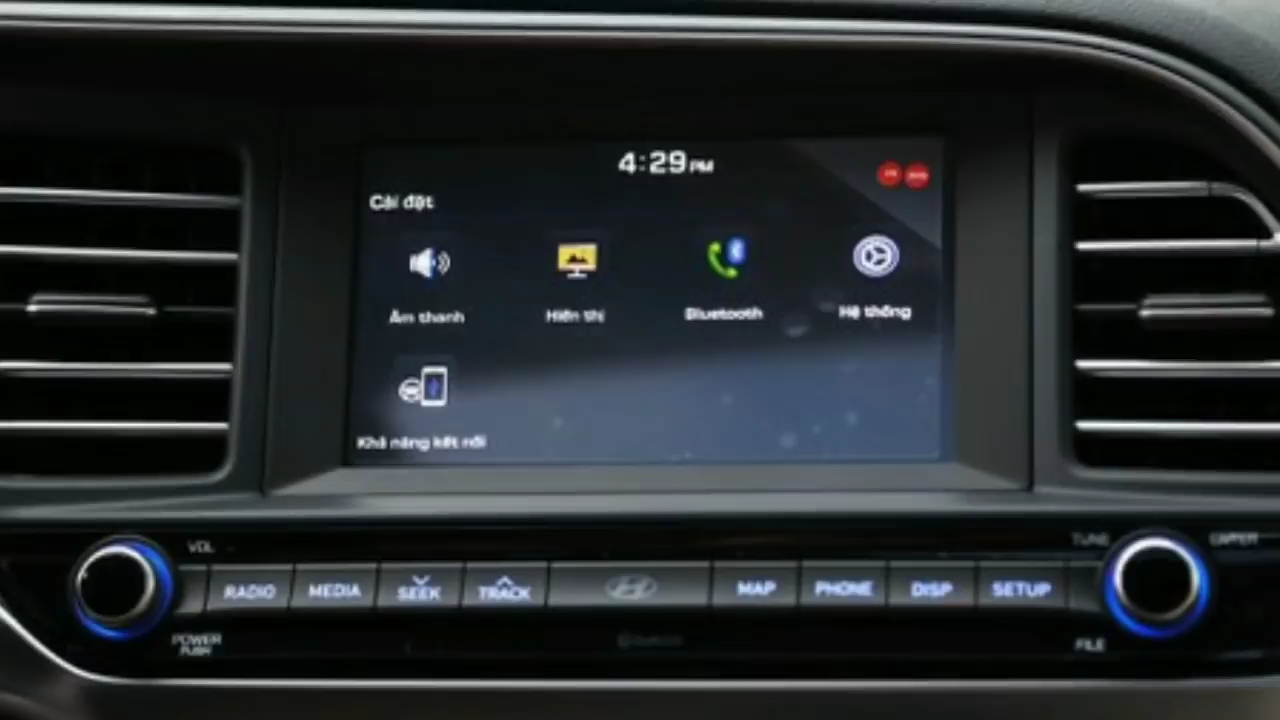 4:29 PM
Cài đặt
Âm thanh
Hiển thị
Bluetooth
Hệ thống
Khả năng kết nối
VOL
TUNE
RADIO
MEDIA
SEEK
TRACK
MAP
PHONE
DISP
SETUP
POWER
PUSH
FILE